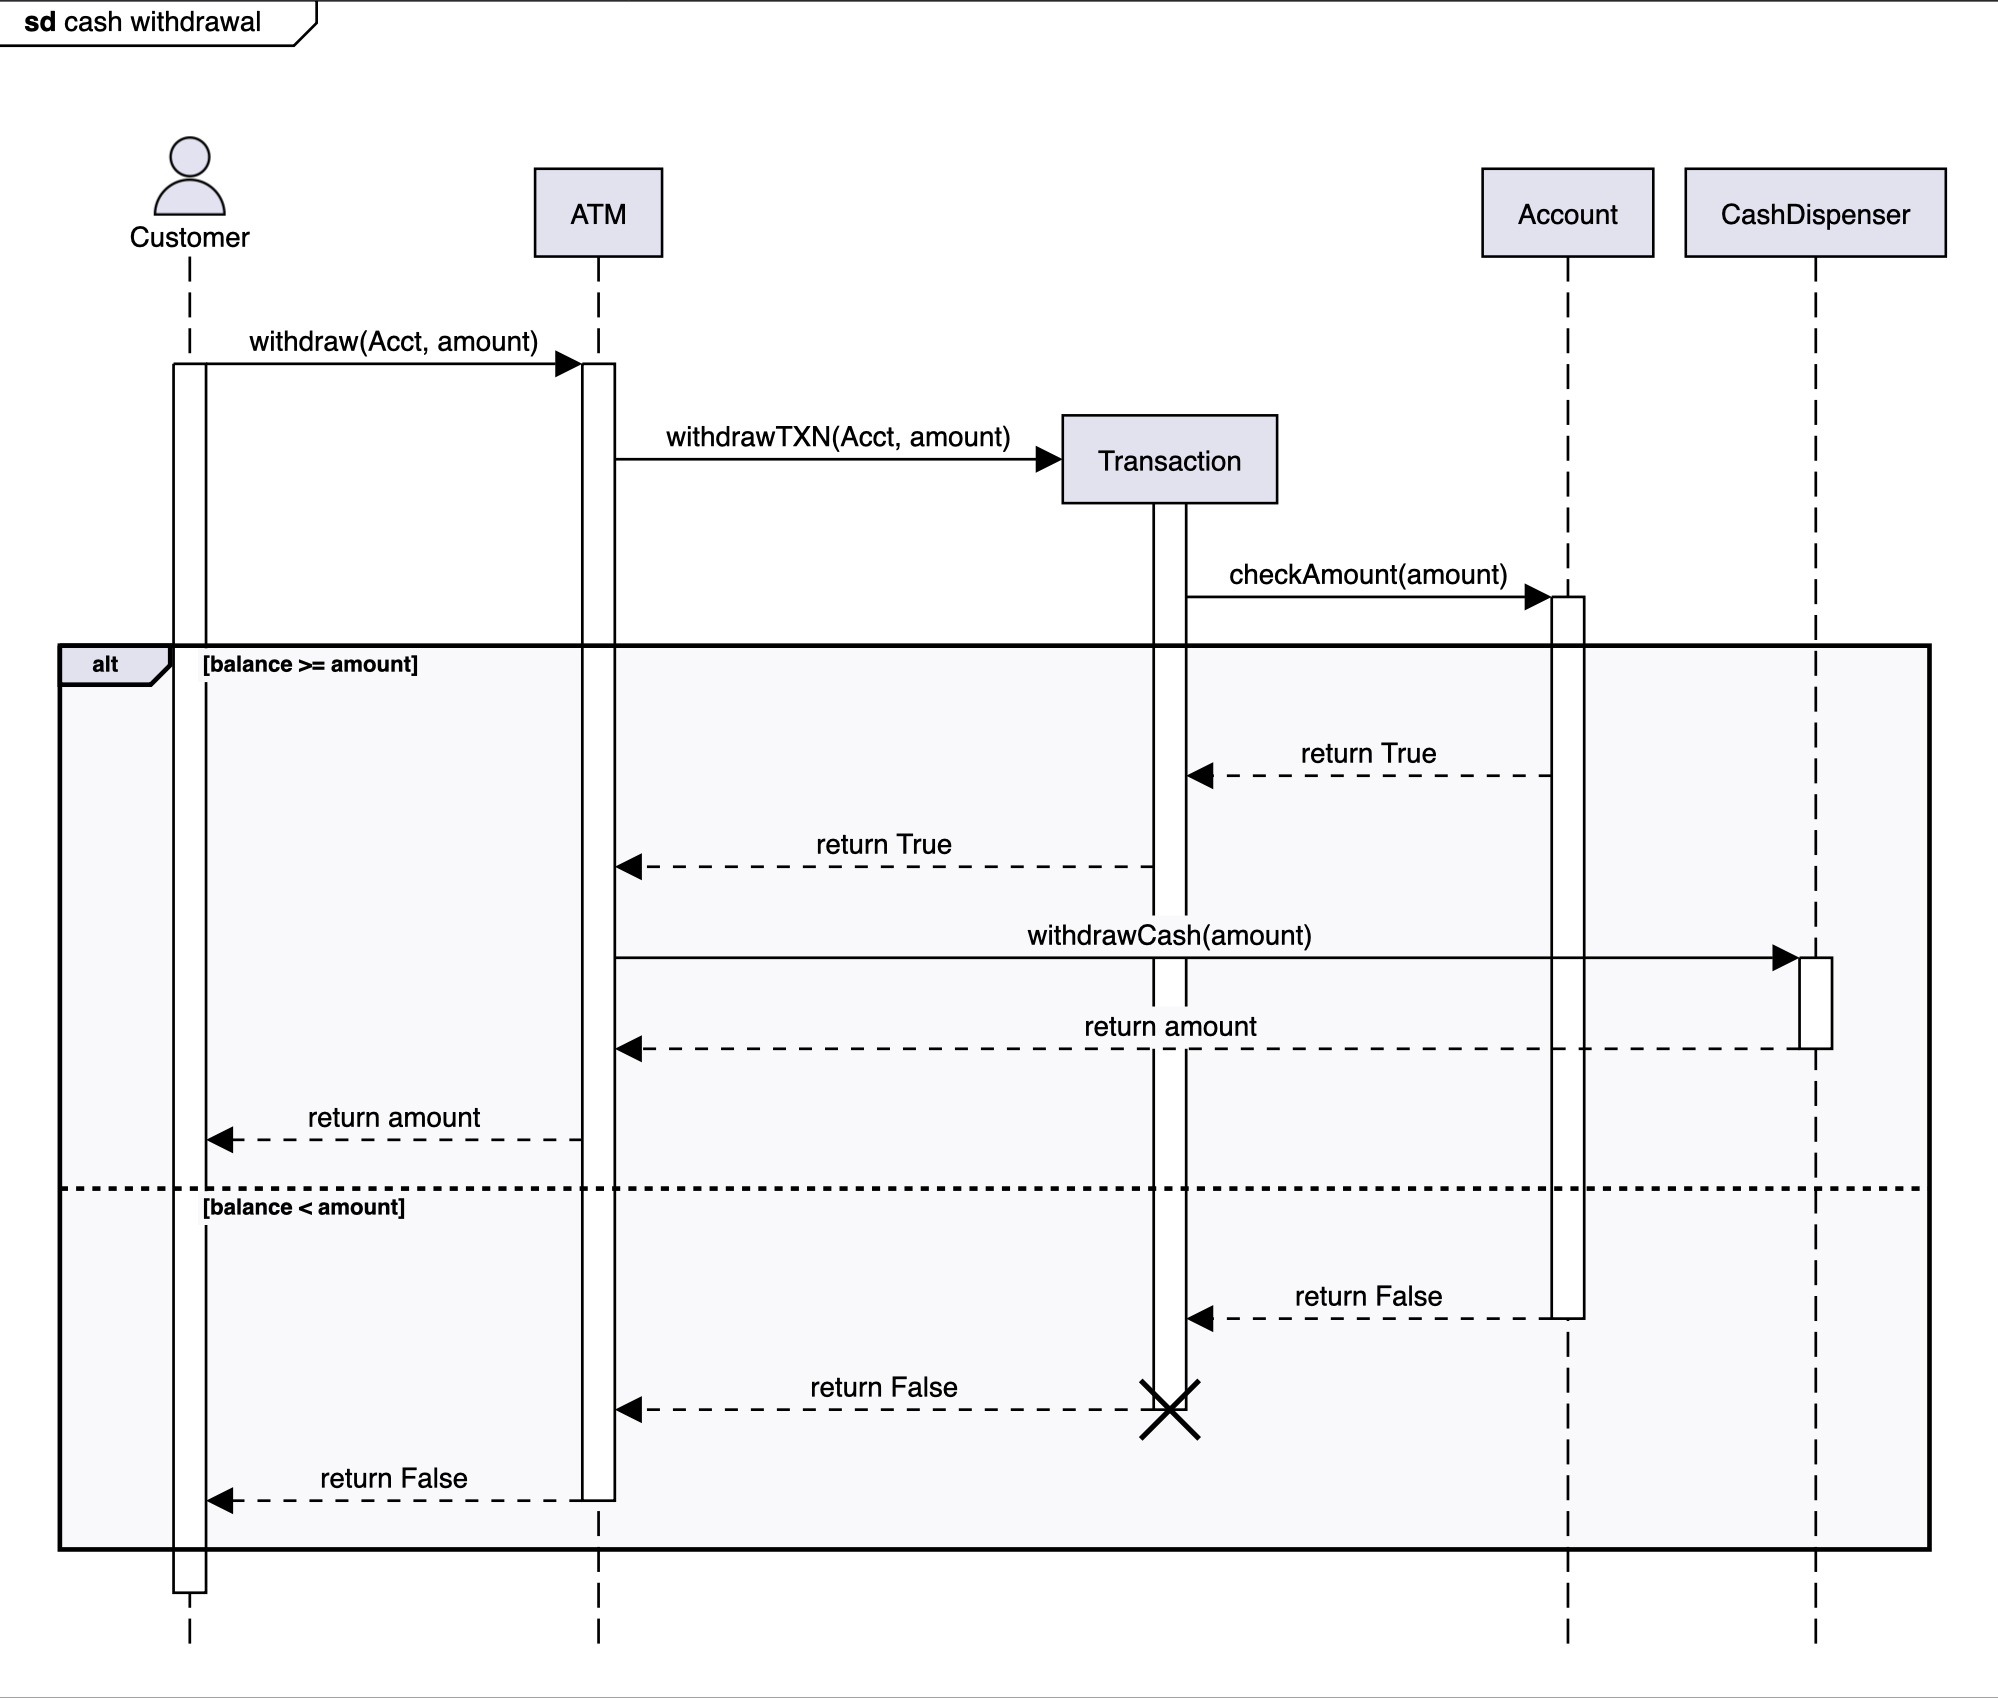 sd cash withdrawal
Customer
ATM
Account
CashDispenser
withdraw(Acct, amount)
withdrawTXN(Acct, amount)
Transaction
checkAmount(amount)
alt
[balance >= amount]
return True
return True
withdrawCash(amount)
return amount
return amount
[balance < amount]
return False
return False
return False